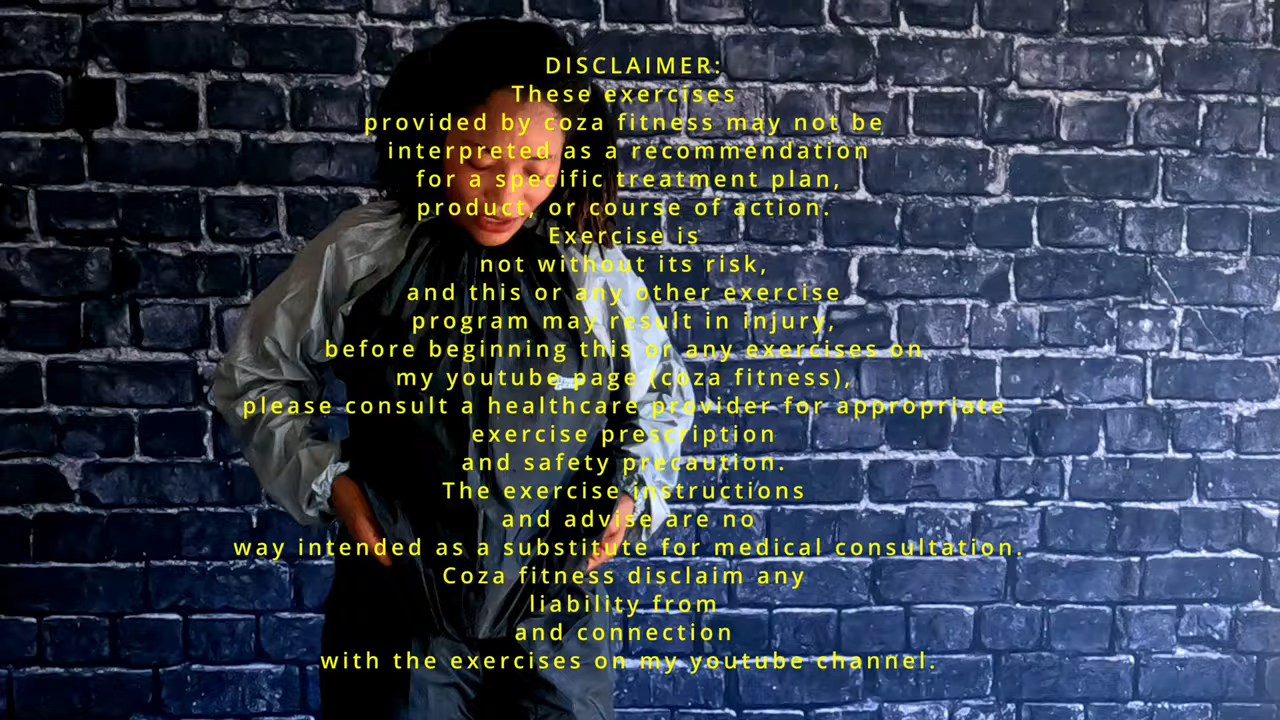 DISCLAIMER:
These exercises
provided by coza fitness may not be
interpreted as a recommendation
for a specific treatment plan,
product, or course of action.
Exercise is
not without its risk,
and this or any other exercise
program may result in injury,
before beginning this or any exercises on
my youtube page (coza fitness),
please consult a healthcare provider for appropriate
exercise prescription
and safety precaution.
The exercise instructions
and advise are no
way intended as a substitute for medical consultation.
Coza fitness disclaim any
liability from
and connection
with the exercises on my youtube channel.